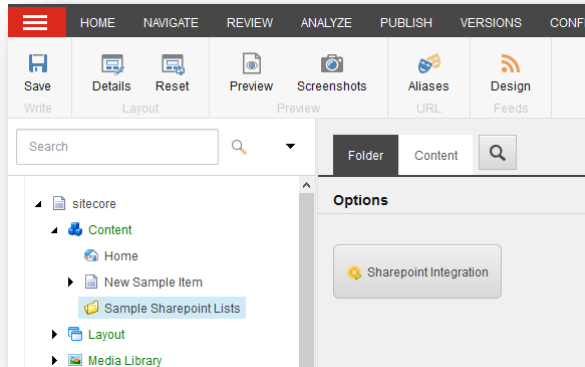 HOME NAVIGATE REVIEW ANALYZE PUBLISH VERSIONS CONF
Save Details Reset Preview Screenshots Aliases Design
Write Layout Preview URL Feeds
Search
Folder Content
sitecore
Options
Content
Home
Sharepoint Integration
New Sample Item
Sample Sharepoint Lists
Layout
Media Library